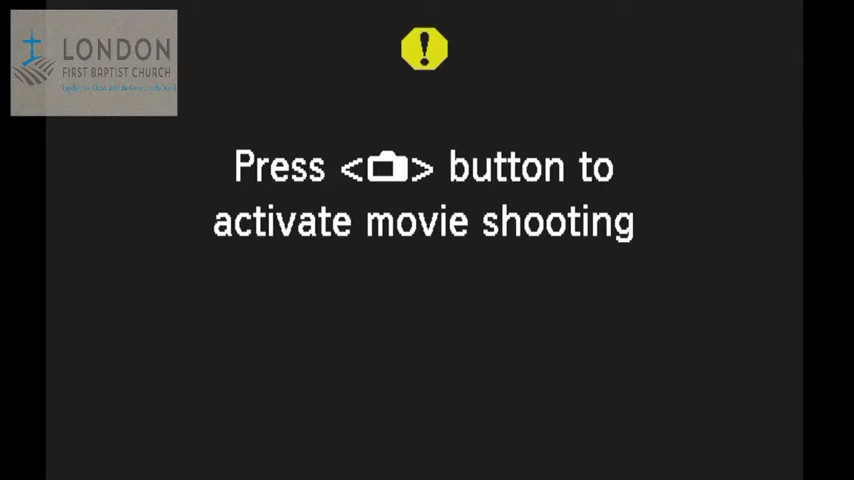 LONDON
FIRST BAPTIST CHURCH
Press < > button to
activate movie shooting